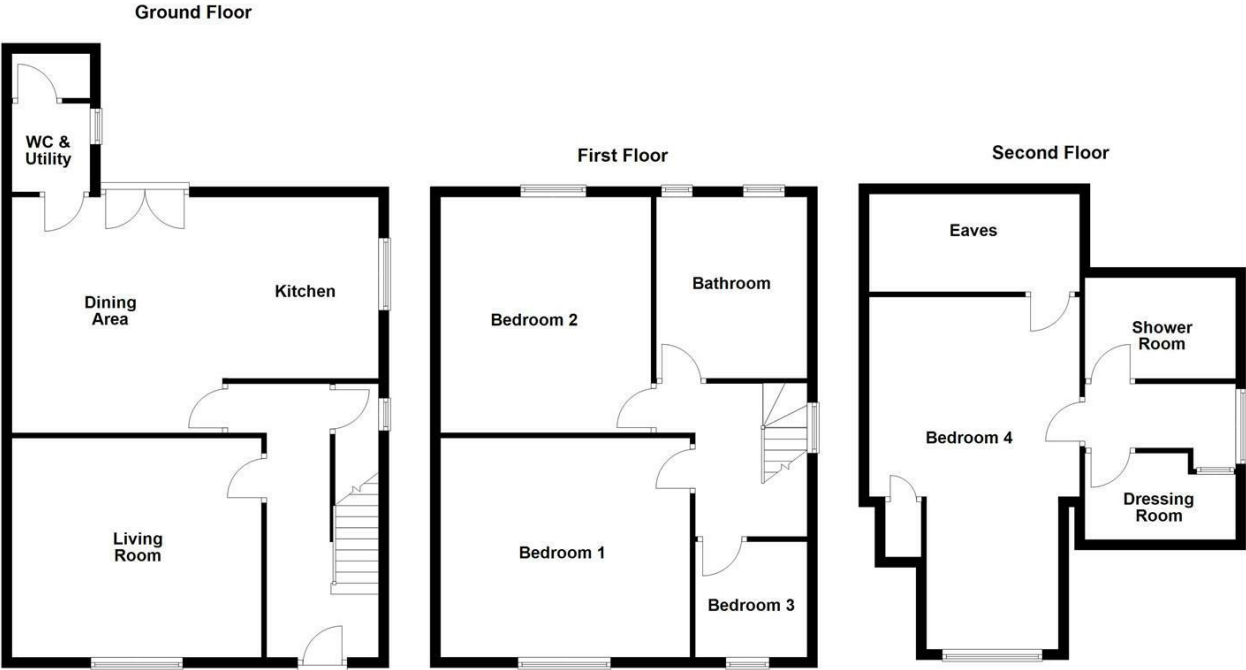 Ground Floor
WC &
Utility
Dining
Area
Kitchen
Living
Room
First Floor
Bedroom 2
Bathroom
Bedroom 1
Bedroom 3
Second Floor
Eaves
Shower
Room
Bedroom 4
Dressing
Room